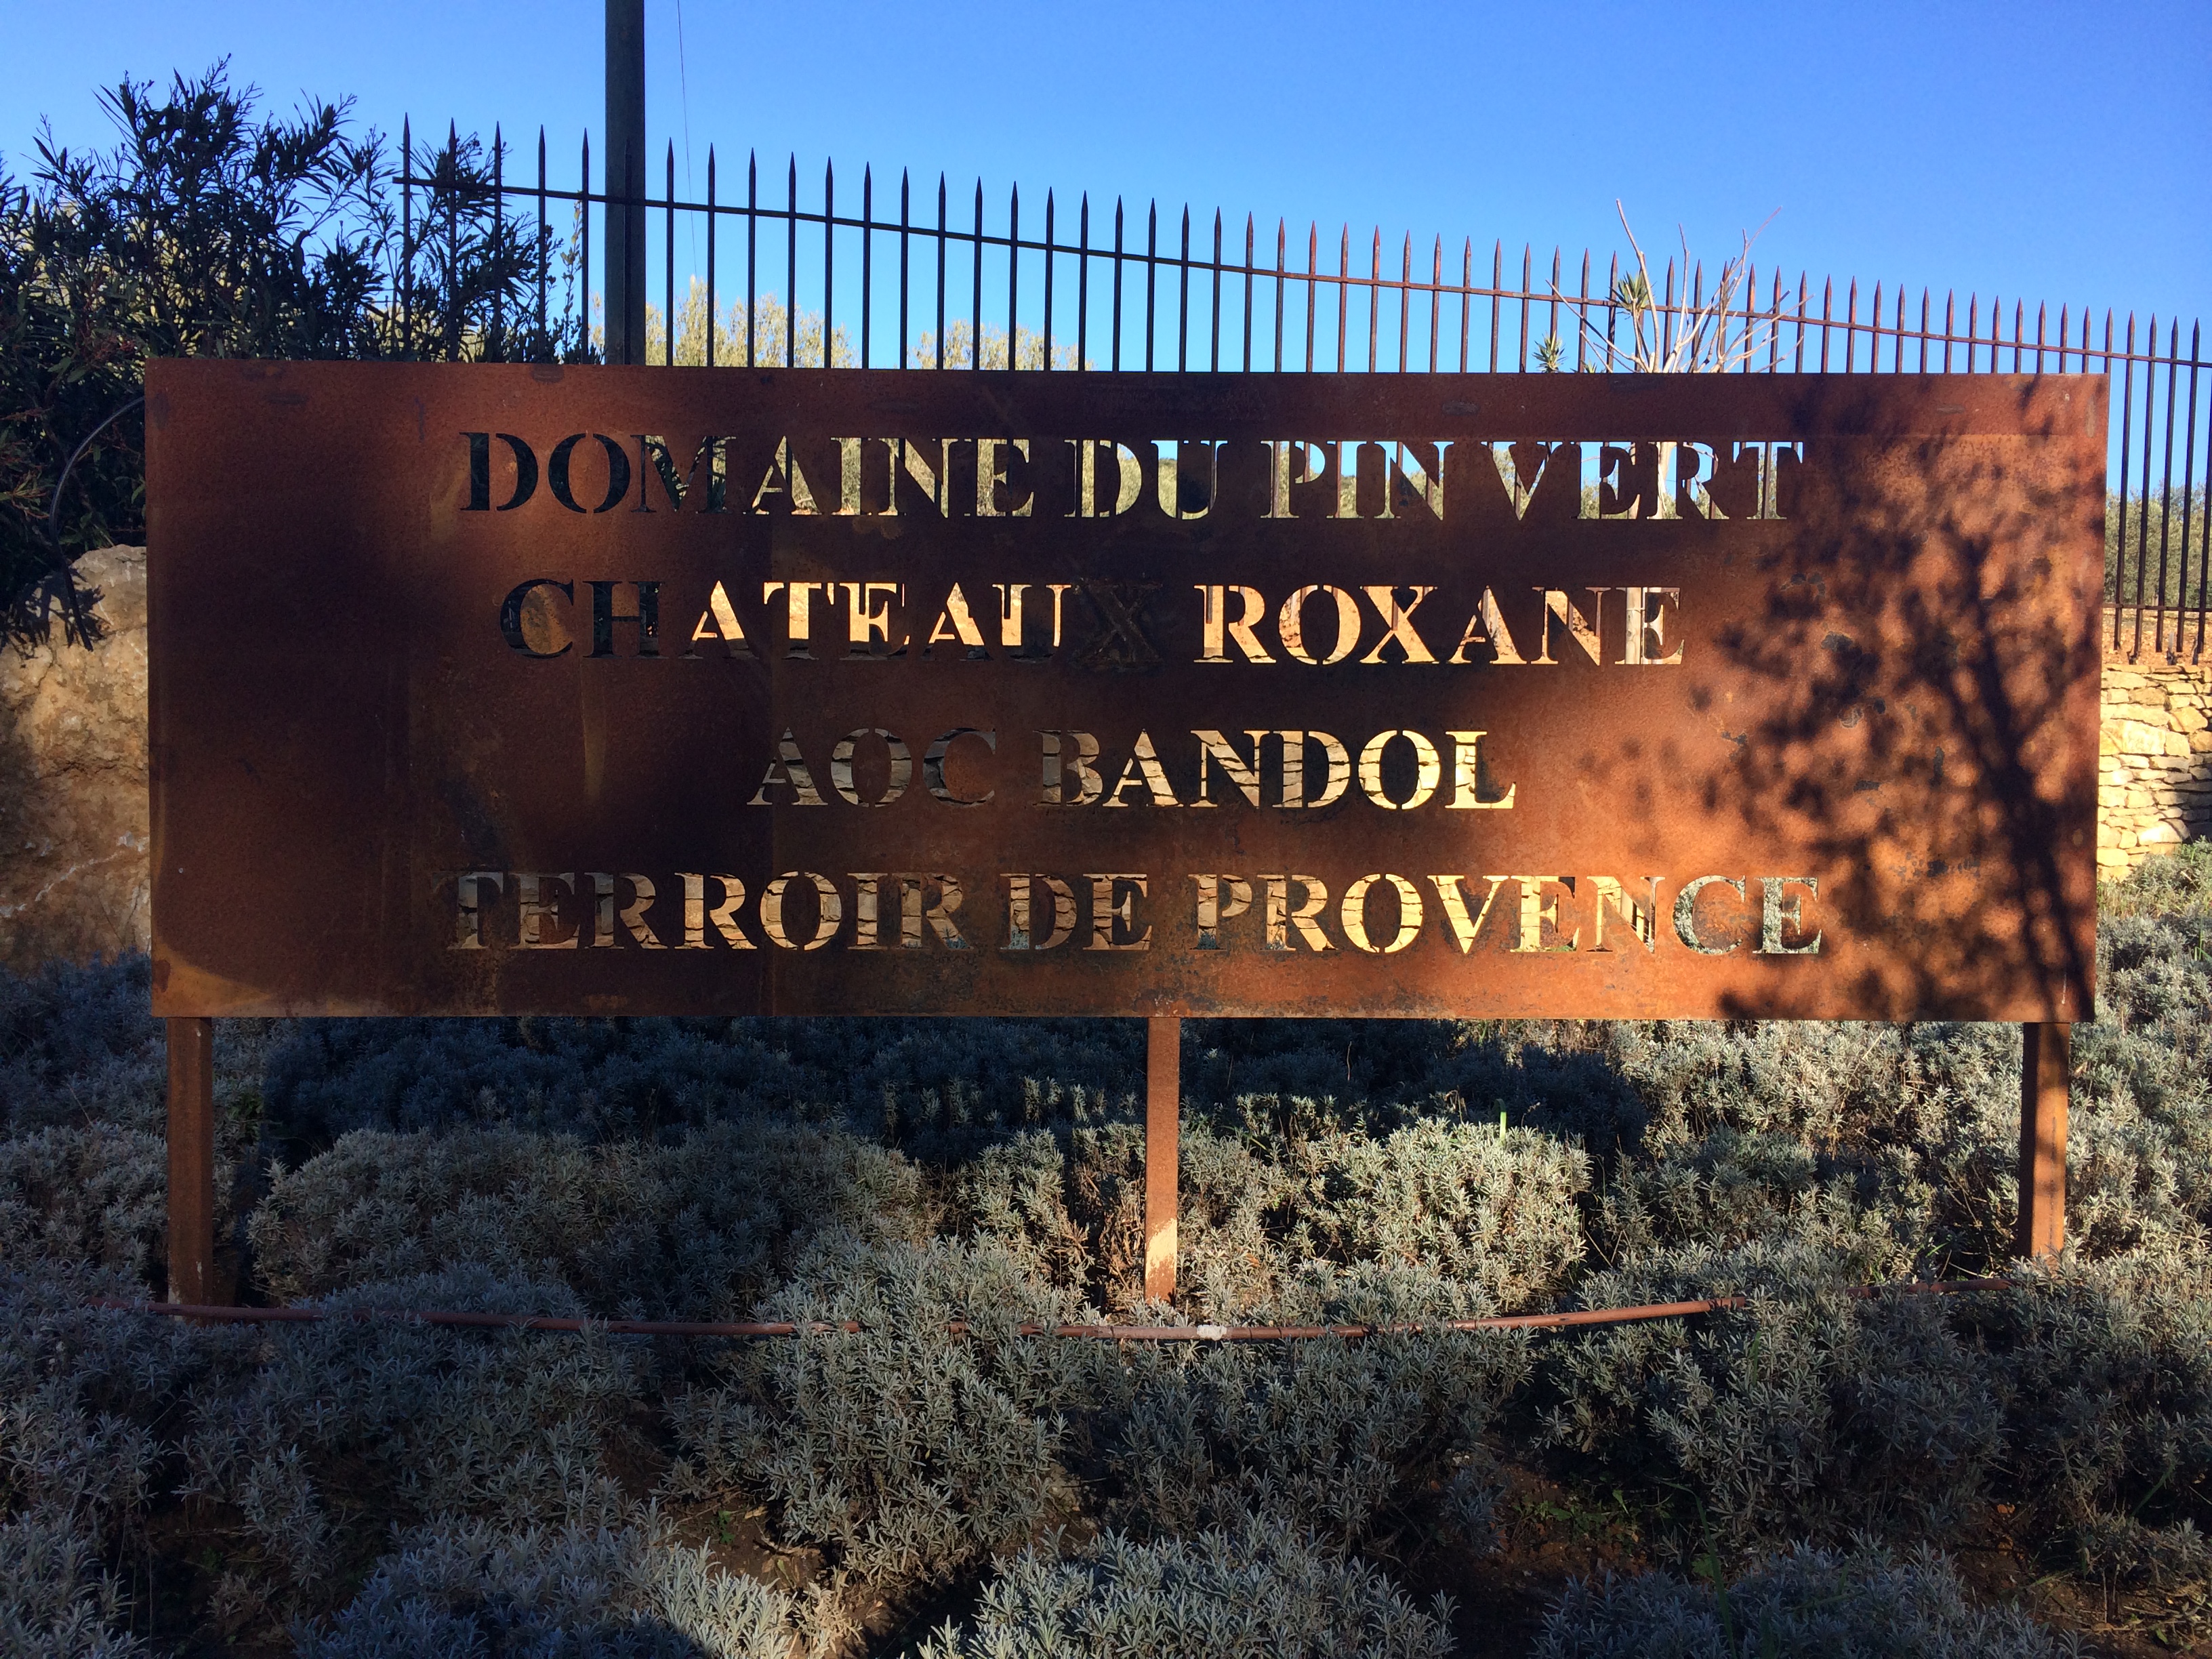 DOMAINE DU PIN VERT
CHATEAUX ROXANE
AOC BANDOL
TERROIR DE PROVENCE